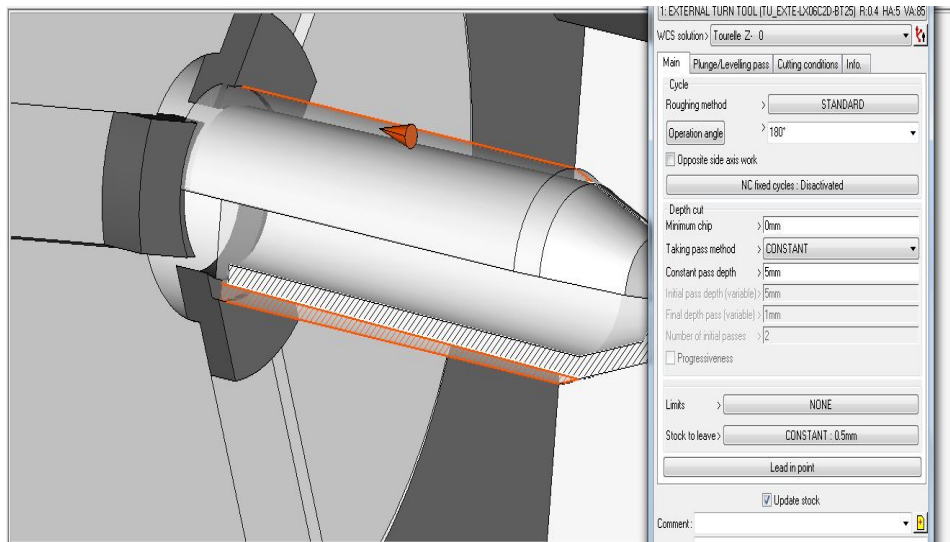 1: EXTERNAL TURN TOOL (TU_EXTE-LX06C2D-BT25) R:0.4 HA:5 VA:85
WCS solution > Tourelle Z- 0
Main Plunge/Levelling pass Cutting conditions Info.
Cycle
Roughing method > STANDARD
Operation angle > 180°
Opposite side axis work
NC fixed cycles : Disactivated
Depth cut
Minimum chip > 0mm
Taking pass method > CONSTANT
Constant pass depth > 5mm
Initial pass depth (variable) > 5mm
Final depth pass (variable) > 1mm
Number of initial passes > 2
Progressiveness
Limits > NONE
Stock to leave > CONSTANT : 0.5mm
Lead in point
Update stock
Comment :